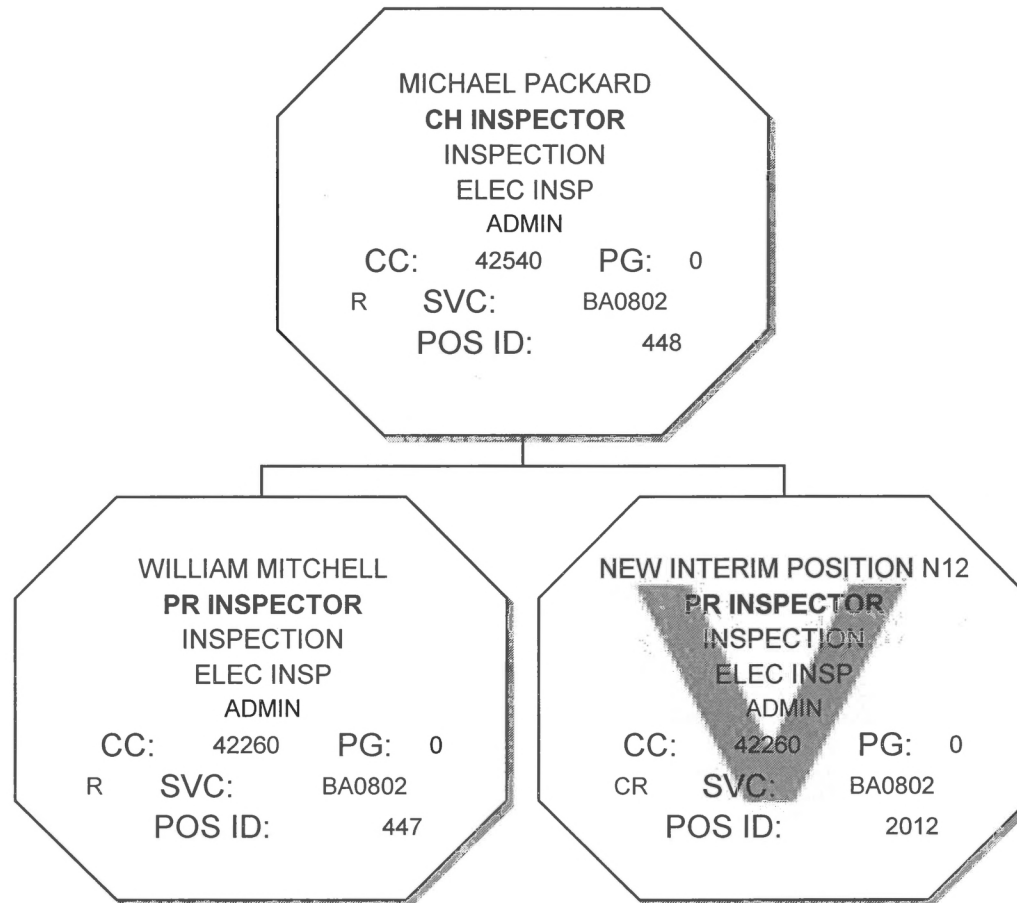 MICHAEL PACKARD
CH INSPECTOR
INSPECTION
ELEC INSP
ADMIN
CC: 42540 PG: 0
R SVC: BA0802
POS ID: 448
WILLIAM MITCHELL
PR INSPECTOR
INSPECTION
ELEC INSP
ADMIN
CC: 42260 PG: 0
R SVC: BA0802
POS ID: 447
NEW INTERIM POSITION N12
PR INSPECTOR
INSPECTION
ELEC INSP
ADMIN
CC: 42260 PG: 0
CR SVC: BA0802
POS ID: 2012
V